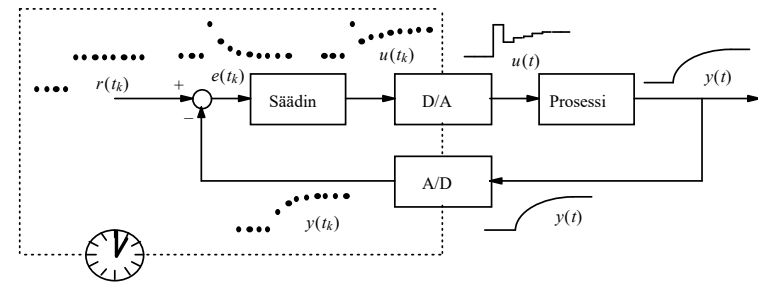 r(t_k)
+
−
e(t_k)
Säädin
u(t_k)
D/A
u(t)
Prosessi
y(t)
A/D
y(t_k)
y(t)